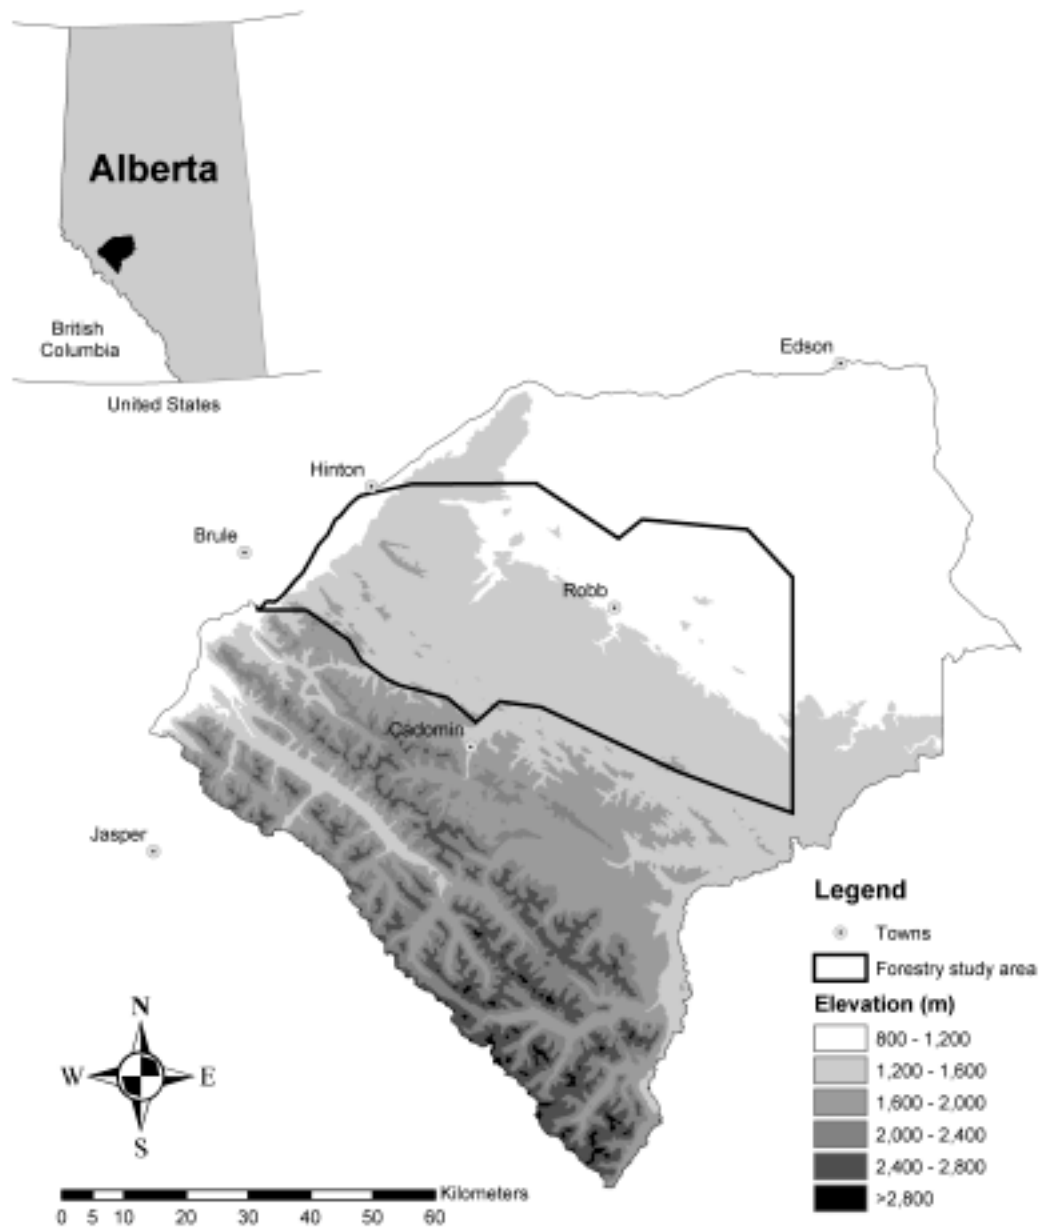 Alberta
British
Columbia
United States
Edson
Hinton
Brule
Robb
Cadomin
Jasper
Legend
Towns
Forestry study area
Elevation (m)
800 - 1,200
1,200 - 1,600
1,600 - 2,000
2,000 - 2,400
2,400 - 2,800
>2,800
N
W E
S
Kilometers
0 5 10 20 30 40 50 60